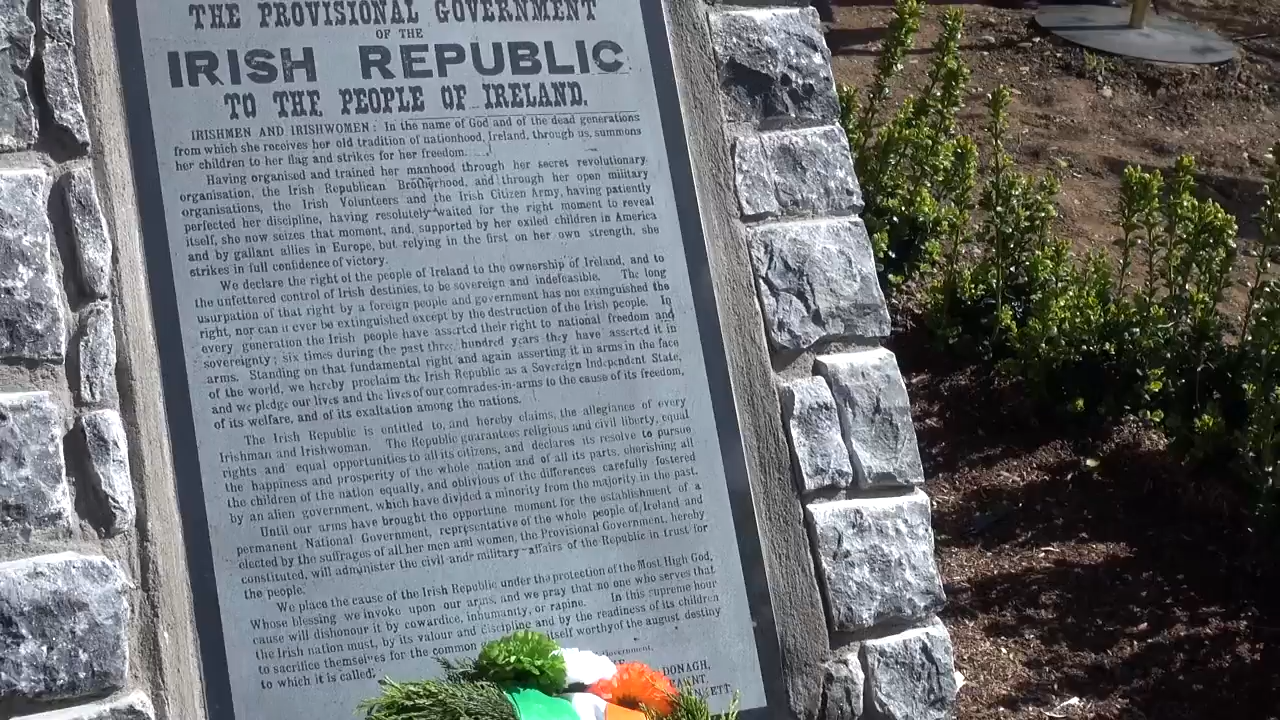 THE PROVISIONAL GOVERNMENT
OF THE
IRISH REPUBLIC
TO THE PEOPLE OF IRELAND.
IRISHMEN AND IRISHWOMEN: In the name of God and of the dead generations
from which she receives her old tradition of nationhood, Ireland, through us, summons
her children to her flag and strikes for her freedom.
Having organised and trained her manhood through her secret revolutionary
organisation, the Irish Republican Brotherhood, and through her open military
organisations, the Irish Volunteers and the Irish Citizen Army, having patiently
perfected her discipline, having resolutely waited for the right moment to reveal
itself, she now seizes that moment, and, supported by her exiled children in America
and by gallant allies in Europe, but relying in the first on her own strength, she
strikes in full confidence of victory.
We declare the right of the people of Ireland to the ownership of Ireland, and to
the unfettered control of Irish destinies, to be sovereign and indefeasible. The long
usurpation of that right by a foreign people and government has not extinguished the
right, nor can it ever be extinguished except by the destruction of the Irish people. In
every generation the Irish people have asserted their right to national freedom and
sovereignty; six times during the past three hundred years they have asserted it in
arms. Standing on that fundamental right and again asserting it in arms in the face
of the world, we hereby proclaim the Irish Republic as a Sovereign Independent State,
and we pledge our lives and the lives of our comrades-in-arms to the cause of its freedom,
of its welfare, and of its exaltation among the nations.
The Irish Republic is entitled to, and hereby claims, the allegiance of every
Irishman and Irishwoman. The Republic guarantees religious and civil liberty, equal
rights and equal opportunities to all its citizens, and declares its resolve to pursue
the happiness and prosperity of the whole nation and of all its parts, cherishing all
the children of the nation equally, and oblivious of the differences carefully fostered
by an alien government, which have divided a minority from the majority in the past.
Until our arms have brought the opportune moment for the establishment of a
permanent National Government, representative of the whole people of Ireland and
elected by the suffrages of all her men and women, the Provisional Government, hereby
constituted, will administer the civil and military affairs of the Republic in trust for
the people.
We place the cause of the Irish Republic under the protection of the Most High God,
Whose blessing we invoke upon our arms, and we pray that no one who serves that
cause will dishonour it by cowardice, inhumanity, or rapine. In this supreme hour
the Irish nation must, by its valour and discipline and by the readiness of its children
to sacrifice themselves for the common itself worthy of the august destiny
to which it is called.
Government,
DONAGH,